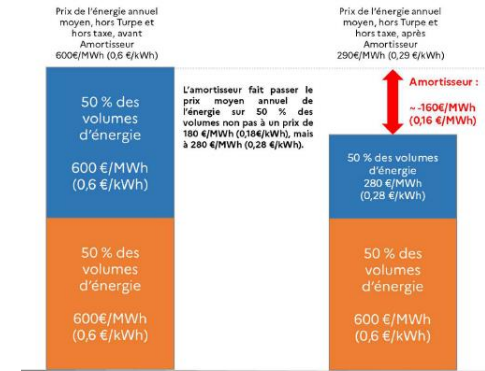 Prix de l'énergie annuel
moyen, hors Turpe et
hors taxe, avant
Amortisseur
600€/MWh (0,6 €/kWh)
50 % des
volumes
d'énergie
600 €/MWh
(0,6 €/kWh)
50 % des
volumes
d'énergie
600€/MWh
(0,6 €/kWh)
L'amortisseur fait passer le
prix moyen annuel de
l'énergie sur 50 % des
volumes non pas à un prix de
180 €/MWh (0,18€/kWh), mais
à 280 €/MWh (0,28 €/kWh).
Prix de l'énergie annuel
moyen, hors Turpe et
hors taxe, après
Amortisseur
290€/MWh (0,29 €/kWh)
Amortisseur :
~ -160€/MWh
(0,16 €/MWh)
50 % des volumes
d'énergie
280 €/MWh
(0,28 €/kWh)
50 % des
volumes
d'énergie
600 €/MWh
(0,6 €/kWh)